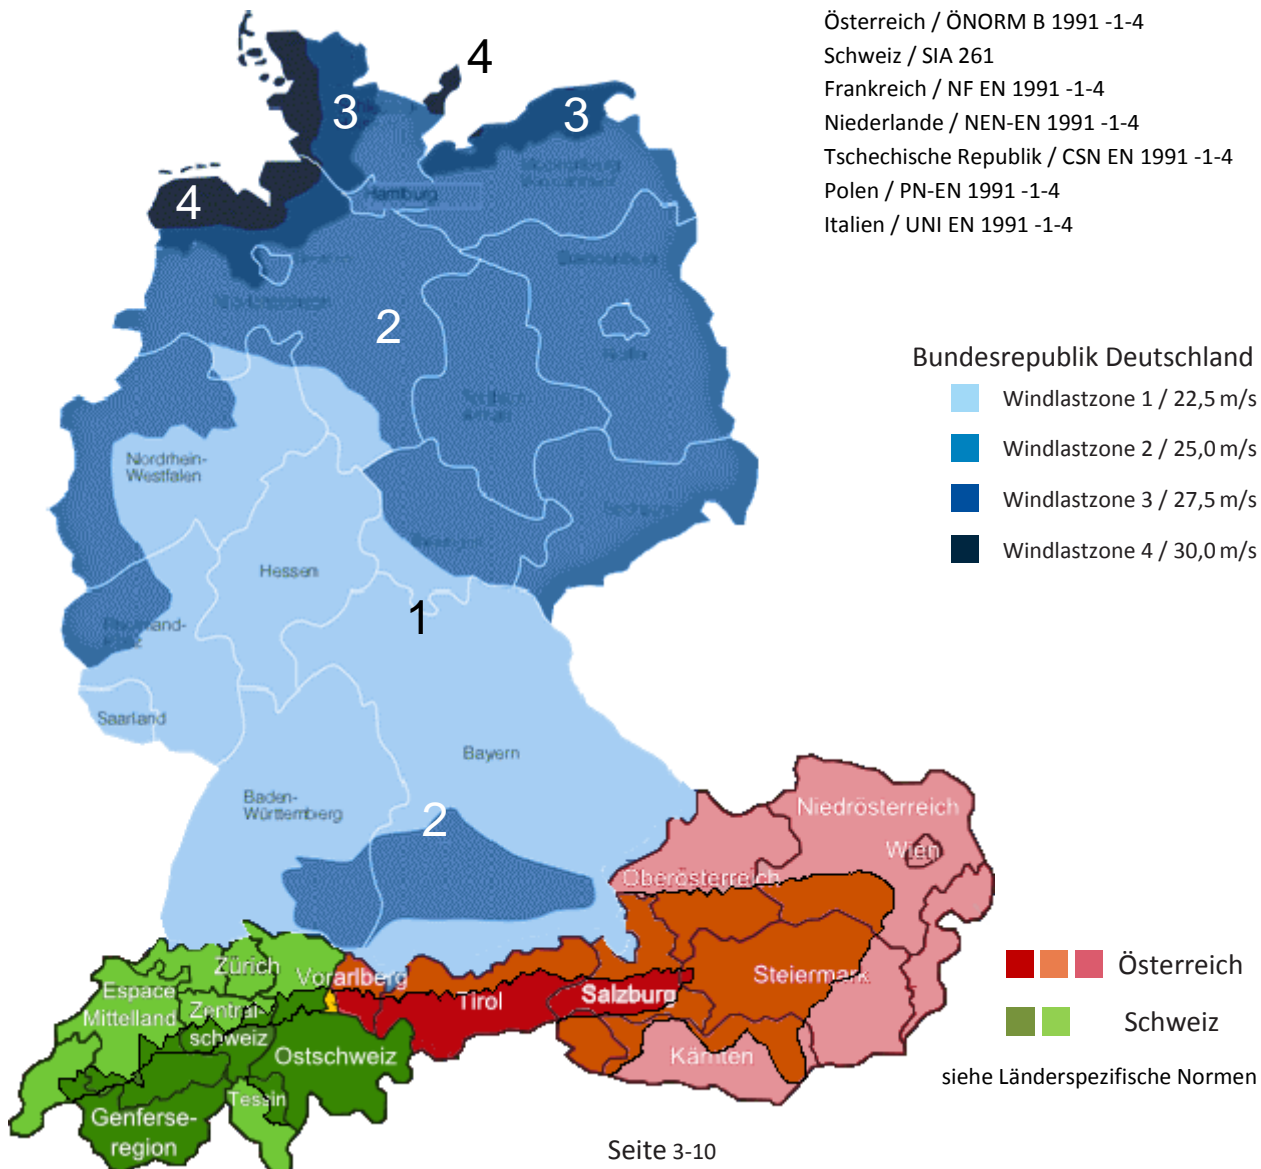 Österreich / ÖNORM B 1991 -1-4
Schweiz / SIA 261
Frankreich / NF EN 1991 -1-4
Niederlande / NEN-EN 1991 -1-4
Tschechische Republik / CSN EN 1991 -1-4
Polen / PN-EN 1991 -1-4
Italien / UNI EN 1991 -1-4
4
3
3
4
Hamburg
2
Bundesrepublik Deutschland
Windlastzone 1 / 22,5 m/s
Windlastzone 2 / 25,0 m/s
Windlastzone 3 / 27,5 m/s
Windlastzone 4 / 30,0 m/s
Nordrhein-
Westfalen
Hessen
1
Saarland
Bayern
Baden-
Württemberg
2
Niedrösterreich
Wien
Oberösterreich
Zürich
Vorarlberg
Espace
Mittelland
Zentral-
schweiz
Tirol
Salzburg
Steiermark
Ostschweiz
Kärnten
Tessin
Genferse-
region
Österreich
Schweiz
siehe Länderspezifische Normen
Seite 3-10